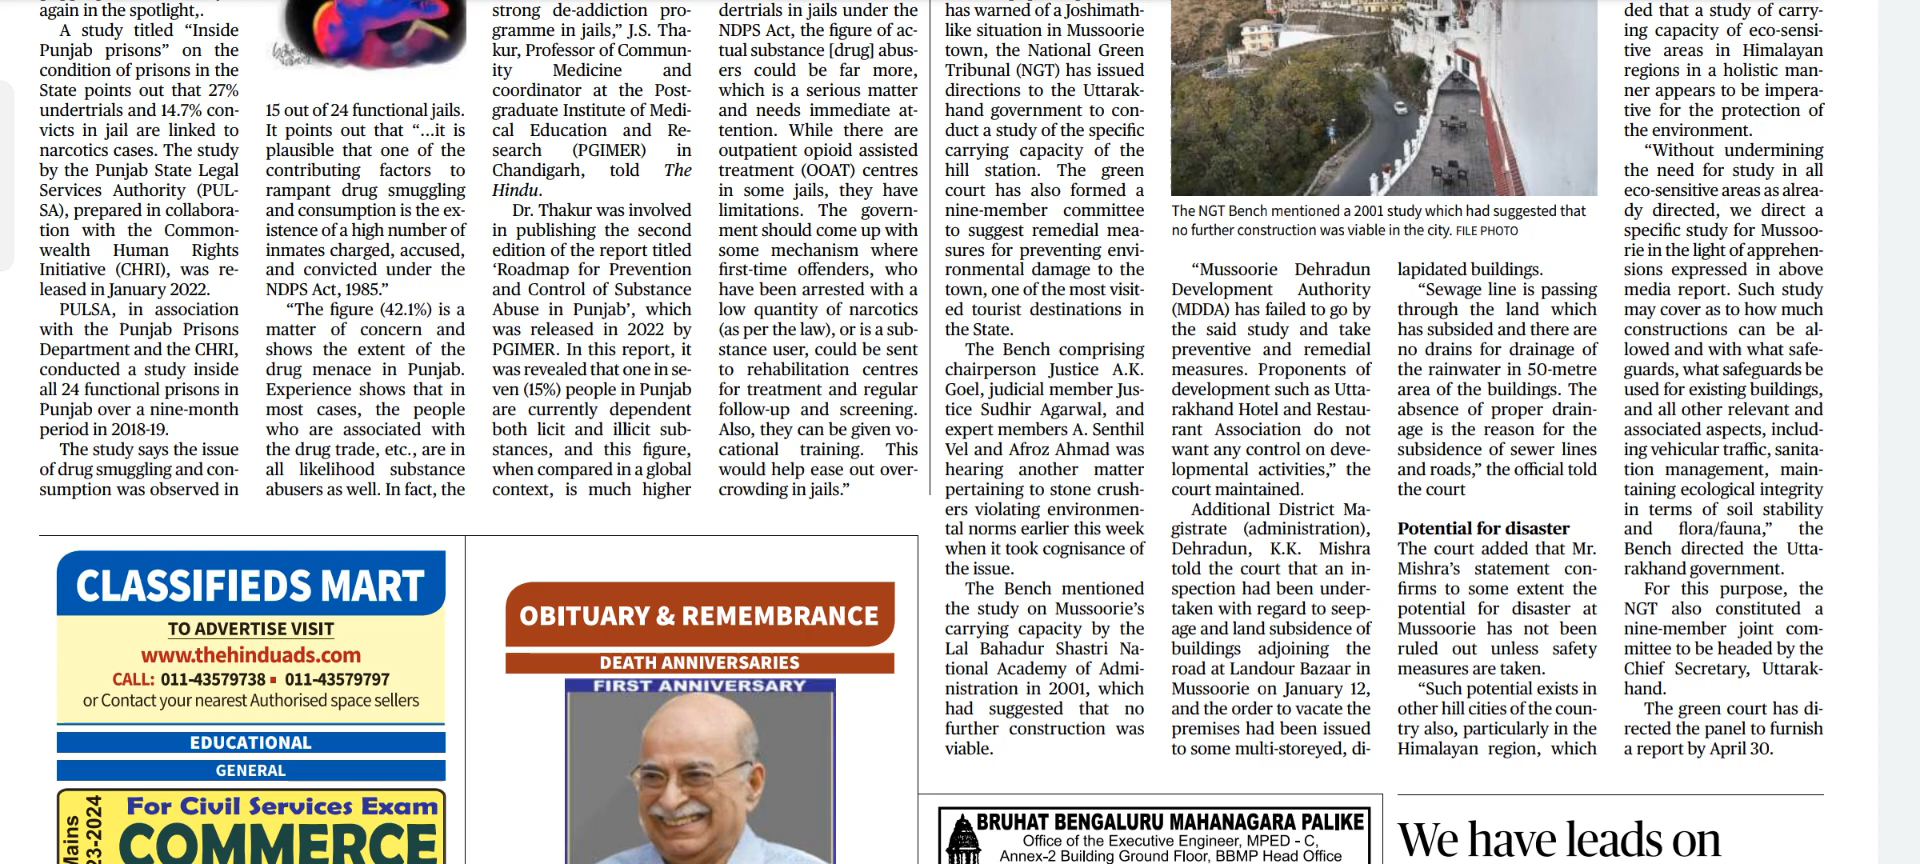 again in the spotlight,.
A study titled “Inside
Punjab prisons” on the
condition of prisons in the
State points out that 27%
undertrials and 14.7% con-
victs in jail are linked to
narcotics cases. The study
by the Punjab State Legal
Services Authority (PUL-
SA), prepared in collabora-
tion with the Common-
wealth Human Rights
Initiative (CHRI), was re-
leased in January 2022.
PULSA, in association
with the Punjab Prisons
Department and the CHRI,
conducted a study inside
all 24 functional prisons in
Punjab over a nine-month
period in 2018-19.
The study says the issue
of drug smuggling and con-
sumption was observed in
15 out of 24 functional jails.
It points out that “...it is
plausible that one of the
contributing factors to
rampant drug smuggling
and consumption is the ex-
istence of a high number of
inmates charged, accused,
and convicted under the
NDPS Act, 1985.”
“The figure (42.1%) is a
matter of concern and
shows the extent of the
drug menace in Punjab.
Experience shows that in
most cases, the people
who are associated with
the drug trade, etc., are in
all likelihood substance
abusers as well. In fact, the
strong de-addiction pro-
gramme in jails,” J.S. Tha-
kur, Professor of Commun-
ity Medicine and
coordinator at the Post-
graduate Institute of Medi-
cal Education and Re-
search (PGIMER) in
Chandigarh, told The
Hindu.
Dr. Thakur was involved
in publishing the second
edition of the report titled
‘Roadmap for Prevention
and Control of Substance
Abuse in Punjab’, which
was released in 2022 by
PGIMER. In this report, it
was revealed that one in se-
ven (15%) people in Punjab
are currently dependent
both licit and illicit sub-
stances, and this figure,
when compared in a global
context, is much higher
dertrials in jails under the
NDPS Act, the figure of ac-
tual substance [drug] abus-
ers could be far more,
which is a serious matter
and needs immediate at-
tention. While there are
outpatient opioid assisted
treatment (OOAT) centres
in some jails, they have
limitations. The govern-
ment should come up with
some mechanism where
first-time offenders, who
have been arrested with a
low quantity of narcotics
(as per the law), or is a sub-
stance user, could be sent
to rehabilitation centres
for treatment and regular
follow-up and screening.
Also, they can be given vo-
cational training. This
would help ease out over-
crowding in jails.”
has warned of a Joshimath-
like situation in Mussoorie
town, the National Green
Tribunal (NGT) has issued
directions to the Uttarak-
hand government to con-
duct a study of the specific
carrying capacity of the
hill station. The green
court has also formed a
nine-member committee
to suggest remedial mea-
sures for preventing envi-
ronmental damage to the
town, one of the most visit-
ed tourist destinations in
the State.
The Bench comprising
chairperson Justice A.K.
Goel, judicial member Jus-
tice Sudhir Agarwal, and
expert members A. Senthil
Vel and Afroz Ahmad was
hearing another matter
pertaining to stone crush-
ers violating environmen-
tal norms earlier this week
when it took cognisance of
the issue.
The Bench mentioned
the study on Mussoorie’s
carrying capacity by the
Lal Bahadur Shastri Na-
tional Academy of Admi-
nistration in 2001, which
had suggested that no
further construction was
viable.
The NGT Bench mentioned a 2001 study which had suggested that
no further construction was viable in the city. FILE PHOTO
“Mussoorie Dehradun
Development Authority
(MDDA) has failed to go by
the said study and take
preventive and remedial
measures. Proponents of
development such as Utta-
rakhand Hotel and Restau-
rant Association do not
want any control on deve-
lopmental activities,” the
court maintained.
Additional District Ma-
gistrate (administration),
Dehradun, K.K. Mishra
told the court that an in-
spection had been under-
taken with regard to seep-
age and land subsidence of
buildings adjoining the
road at Landour Bazaar in
Mussoorie on January 12,
and the order to vacate the
premises had been issued
to some multi-storeyed, di-
lapidated buildings.
“Sewage line is passing
through the land which
has subsided and there are
no drains for drainage of
the rainwater in 50-metre
area of the buildings. The
absence of proper drain-
age is the reason for the
subsidence of sewer lines
and roads,” the official told
the court
Potential for disaster
The court added that Mr.
Mishra’s statement con-
firms to some extent the
potential for disaster at
Mussoorie has not been
ruled out unless safety
measures are taken.
“Such potential exists in
other hill cities of the coun-
try also, particularly in the
Himalayan region, which
ded that a study of carry-
ing capacity of eco-sensi-
tive areas in Himalayan
regions in a holistic man-
ner appears to be impera-
tive for the protection of
the environment.
“Without undermining
the need for study in all
eco-sensitive areas as alrea-
dy directed, we direct a
specific study for Mussoo-
rie in the light of apprehen-
sions expressed in above
media report. Such study
may cover as to how much
constructions can be al-
lowed and with what safe-
guards, what safeguards be
used for existing buildings,
and all other relevant and
associated aspects, includ-
ing vehicular traffic, sanita-
tion management, main-
taining ecological integrity
in terms of soil stability
and flora/fauna,” the
Bench directed the Utta-
rakhand government.
For this purpose, the
NGT also constituted a
nine-member joint com-
mittee to be headed by the
Chief Secretary, Uttarak-
hand.
The green court has di-
rected the panel to furnish
a report by April 30.
CLASSIFIEDS MART
TO ADVERTISE VISIT
www.thehinduads.com
CALL: 011-43579738 ▪ 011-43579797
or Contact your nearest Authorised space sellers
EDUCATIONAL
GENERAL
For Civil Services Exam
COMMERCE
Mains
23-2024
OBITUARY & REMEMBRANCE
DEATH ANNIVERSARIES
FIRST ANNIVERSARY
BRUHAT BENGALURU MAHANAGARA PALIKE
Office of the Executive Engineer, MPED - C,
Annex-2 Building Ground Floor, BBMP Head Office
We have leads on